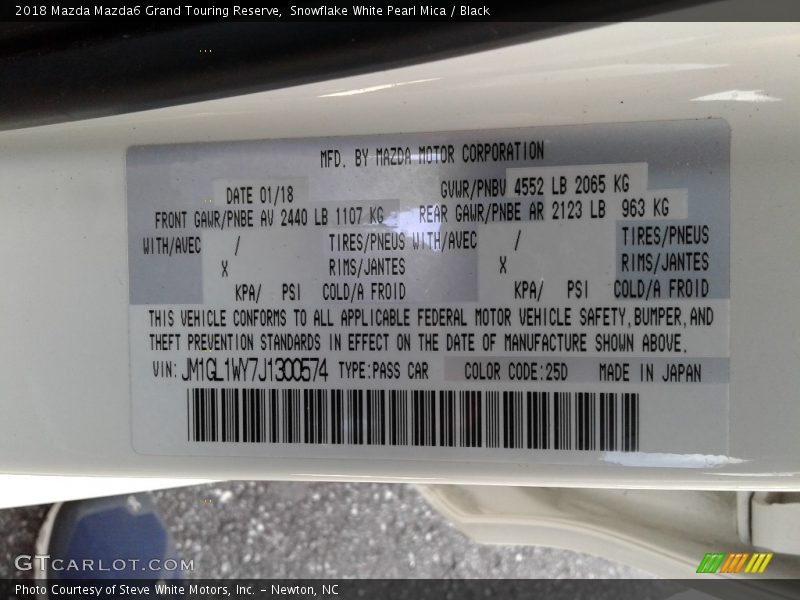 2018 Mazda Mazda6 Grand Touring Reserve, Snowflake White Pearl Mica / Black
MFD. BY MAZDA MOTOR CORPORATION
DATE 01/18 GVWR/PNBV 4552 LB 2065 KG
FRONT GAWR/PNBE AV 2440 LB 1107 KG REAR GAWR/PNBE AR 2123 LB 963 KG
WITH/AVEC / TIRES/PNEUS WITH/AVEC / TIRES/PNEUS
X RIMS/JANTES X RIMS/JANTES
KPA/ PSI COLD/A FROID KPA/ PSI COLD/A FROID
THIS VEHICLE CONFORMS TO ALL APPLICABLE FEDERAL MOTOR VEHICLE SAFETY,BUMPER,AND
THEFT PREVENTION STANDARDS IN EFFECT ON THE DATE OF MANUFACTURE SHOWN ABOVE.
VIN: JM1GL1WY7J1300574 TYPE:PASS CAR COLOR CODE:25D MADE IN JAPAN
GTCARLOT.COM
Photo Courtesy of Steve White Motors, Inc. – Newton, NC